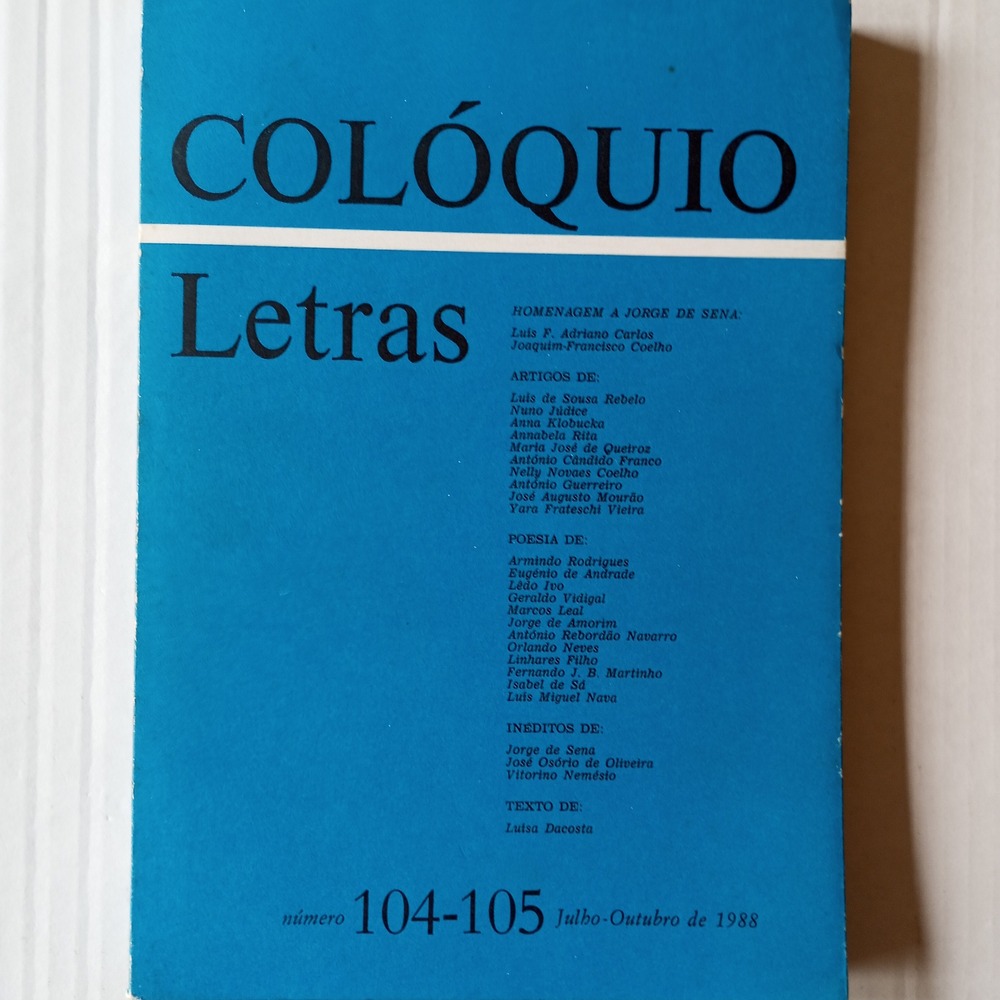 COLÓQUIO
Letras
HOMENAGEM A JORGE DE SENA:
Luís F. Adriano Carlos
Joaquim-Francisco Coelho
ARTIGOS DE:
Luís de Sousa Rebelo
Nuno Júdice
Anna Klobucka
Annabela Rita
Maria José de Queiroz
António Cândido Franco
Nelly Novaes Coelho
António Guerreiro
José Augusto Mourão
Yara Frateschi Vieira
POESIA DE:
Armindo Rodrigues
Eugénio de Andrade
Lêdo Ivo
Geraldo Vidigal
Marcos Leal
Jorge de Amorim
António Rebordão Navarro
Orlando Neves
Linhares Filho
Fernando J. B. Martinho
Isabel de Sá
Luís Miguel Nava
INÉDITOS DE:
Jorge de Sena
José Osório de Oliveira
Vitorino Nemésio
TEXTO DE:
Luísa Dacosta
número 104-105 Julho-Outubro de 1988